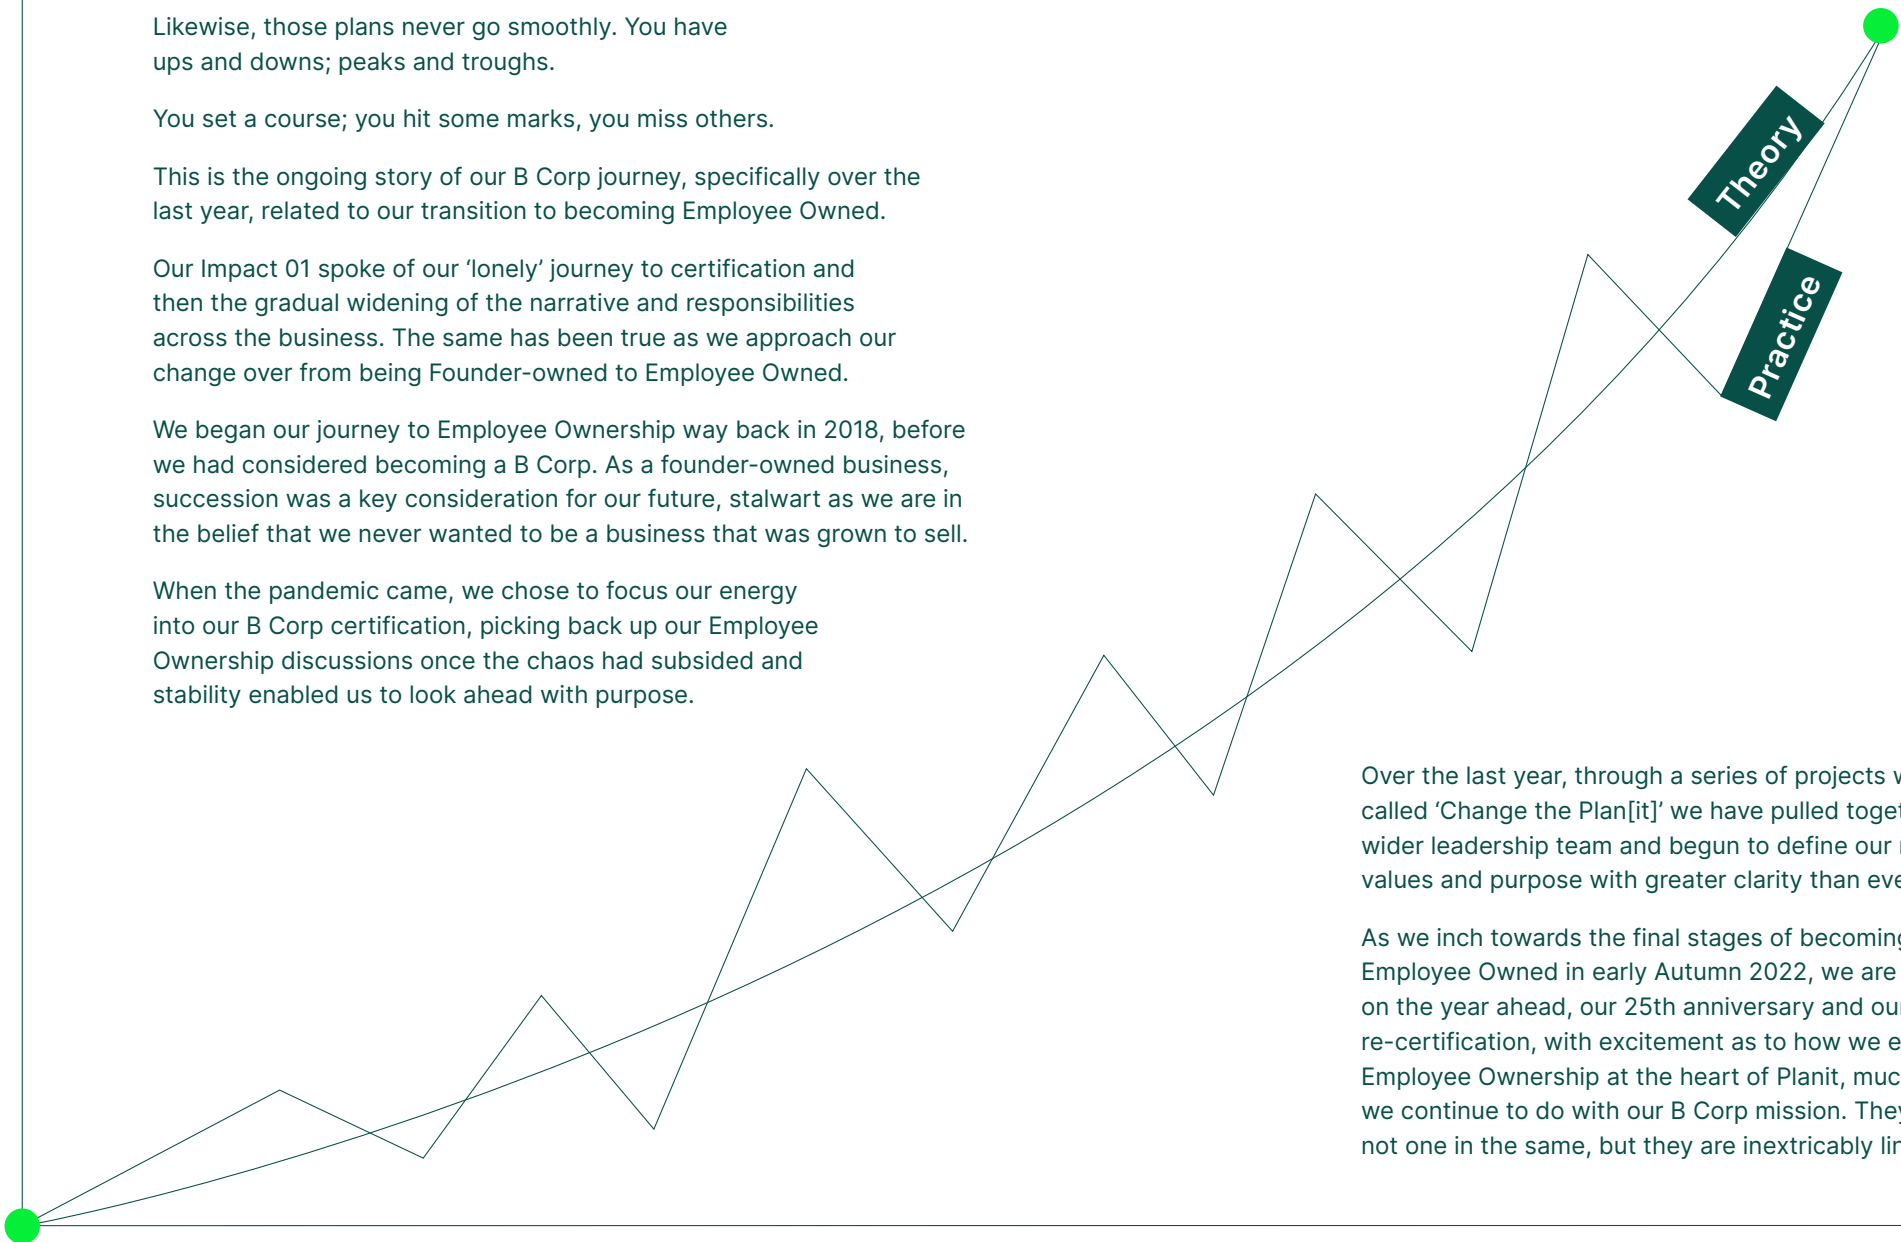 Likewise, those plans never go smoothly. You have
ups and downs; peaks and troughs.
You set a course; you hit some marks, you miss others.
This is the ongoing story of our B Corp journey, specifically over the
last year, related to our transition to becoming Employee Owned.
Our Impact 01 spoke of our ‘lonely’ journey to certification and
then the gradual widening of the narrative and responsibilities
across the business. The same has been true as we approach our
change over from being Founder-owned to Employee Owned.
We began our journey to Employee Ownership way back in 2018, before
we had considered becoming a B Corp. As a founder-owned business,
succession was a key consideration for our future, stalwart as we are in
the belief that we never wanted to be a business that was grown to sell.
When the pandemic came, we chose to focus our energy
into our B Corp certification, picking back up our Employee
Ownership discussions once the chaos had subsided and
stability enabled us to look ahead with purpose.
Theory
Practice
Over the last year, through a series of projects
called ‘Change the Plan[it]’ we have pulled
wider leadership team and begun to define our
values and purpose with greater clarity than
As we inch towards the final stages of becoming
Employee Owned in early Autumn 2022, we are
on the year ahead, our 25th anniversary and our
re-certification, with excitement as to how we
Employee Ownership at the heart of Planit,
we continue to do with our B Corp mission.
not one in the same, but they are inextricably